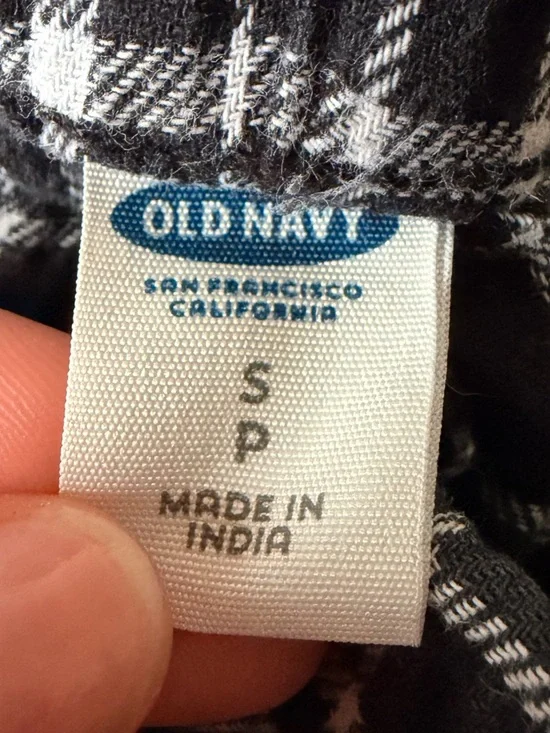 OLD NAVY
SAN FRANCISCO
CALIFORNIA
S
P
MADE IN
INDIA